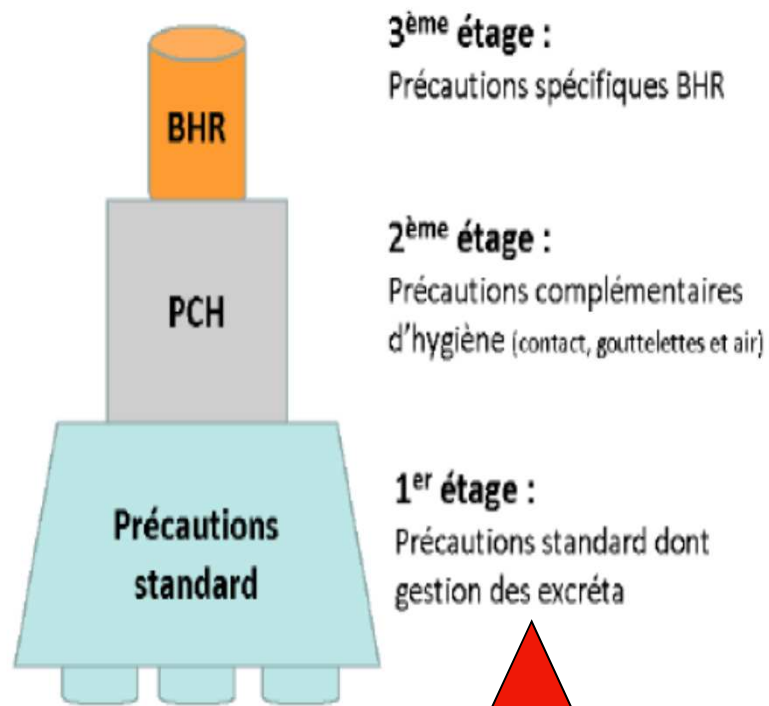 3ème étage :
Précautions spécifiques BHR
BHR
2ème étage :
Précautions complémentaires
d'hygiène (contact, gouttelettes et air)
PCH
1er étage :
Précautions standard dont
gestion des excréta
Précautions
standard